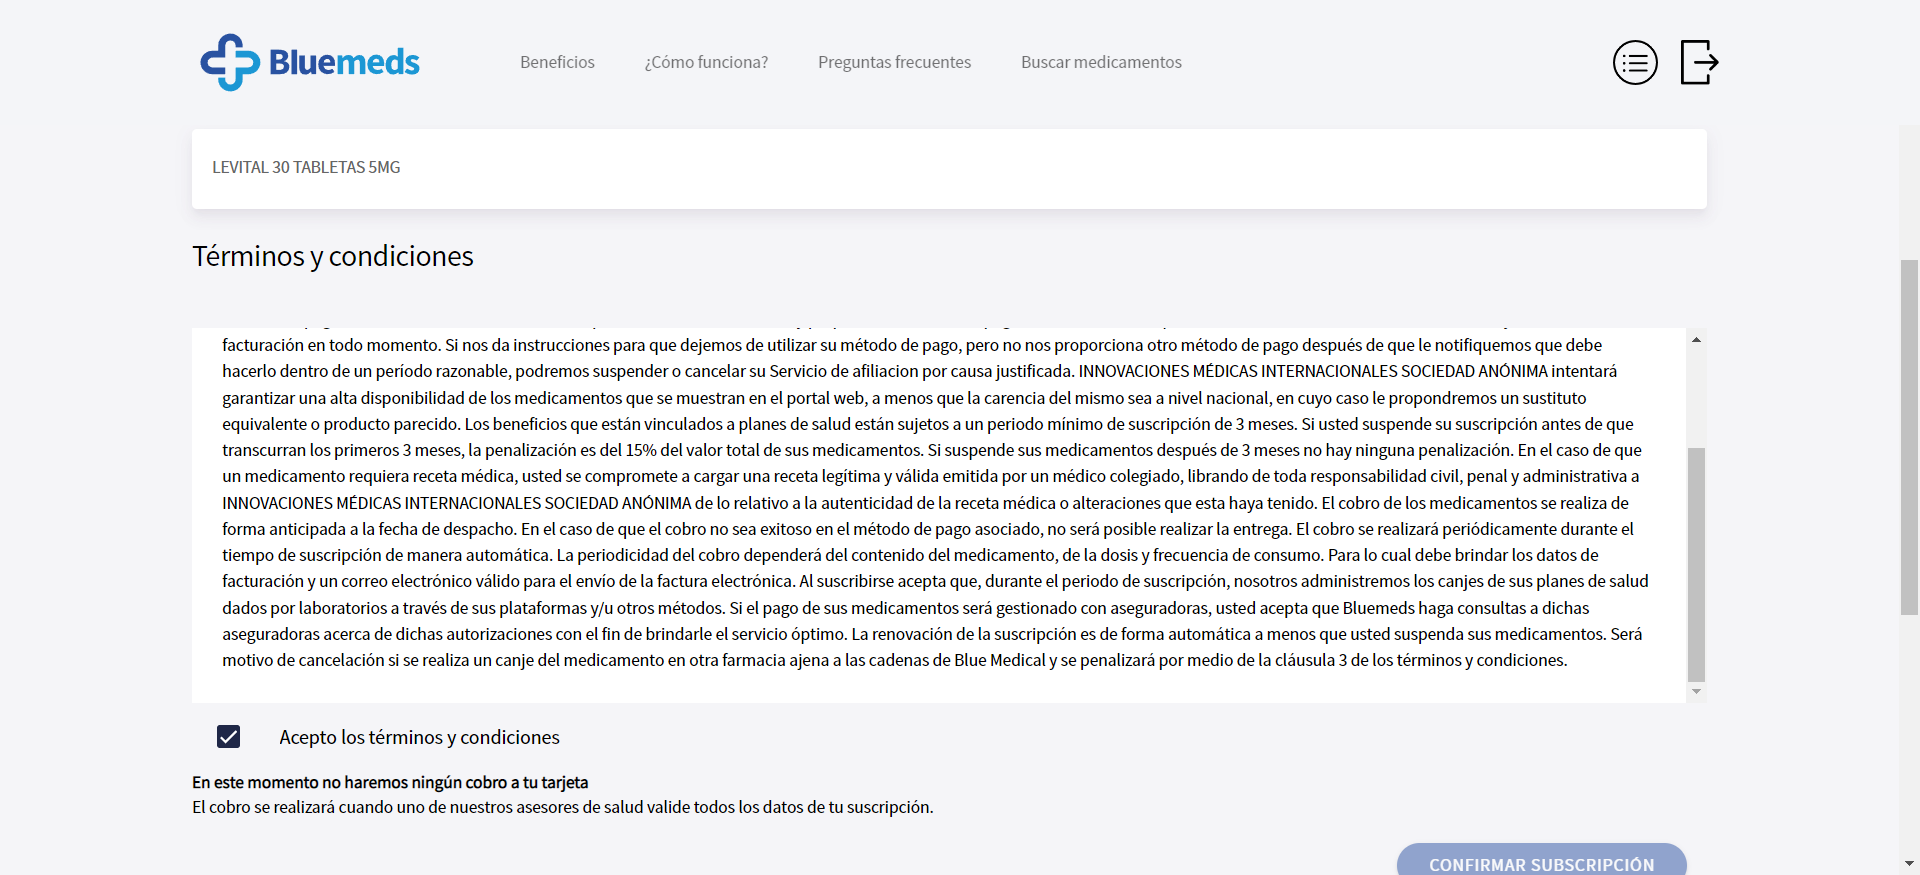 Bluemeds
Beneficios
¿Cómo funciona?
Preguntas frecuentes
Buscar medicamentos
LEVITAL 30 TABLETAS 5MG
Términos y condiciones
facturación en todo momento. Si nos da instrucciones para que dejemos de utilizar su método de pago, pero no nos proporciona otro método de pago después de que le notifiquemos que debe
hacerlo dentro de un período razonable, podremos suspender o cancelar su Servicio de afiliacion por causa justificada. INNOVACIONES MÉDICAS INTERNACIONALES SOCIEDAD ANÓNIMA intentará
garantizar una alta disponibilidad de los medicamentos que se muestran en el portal web, a menos que la carencia del mismo sea a nivel nacional, en cuyo caso le propondremos un sustituto
equivalente o producto parecido. Los beneficios que están vinculados a planes de salud están sujetos a un periodo mínimo de suscripción de 3 meses. Si usted suspende su suscripción antes de que
transcurran los primeros 3 meses, la penalización es del 15% del valor total de sus medicamentos. Si suspende sus medicamentos después de 3 meses no hay ninguna penalización. En el caso de que
un medicamento requiera receta médica, usted se compromete a cargar una receta legítima y válida emitida por un médico colegiado, librando de toda responsabilidad civil, penal y administrativa a
INNOVACIONES MÉDICAS INTERNACIONALES SOCIEDAD ANÓNIMA de lo relativo a la autenticidad de la receta médica o alteraciones que esta haya tenido. El cobro de los medicamentos se realiza de
forma anticipada a la fecha de despacho. En el caso de que el cobro no sea exitoso en el método de pago asociado, no será posible realizar la entrega. El cobro se realizará periódicamente durante el
tiempo de suscripción de manera automática. La periodicidad del cobro dependerá del contenido del medicamento, de la dosis y frecuencia de consumo. Para lo cual debe brindar los datos de
facturación y un correo electrónico válido para el envío de la factura electrónica. Al suscribirse acepta que, durante el periodo de suscripción, nosotros administremos los canjes de sus planes de salud
dados por laboratorios a través de sus plataformas y/u otros métodos. Si el pago de sus medicamentos será gestionado con aseguradoras, usted acepta que Bluemeds haga consultas a dichas
aseguradoras acerca de dichas autorizaciones con el fin de brindarle el servicio óptimo. La renovación de la suscripción es de forma automática a menos que usted suspenda sus medicamentos. Será
motivo de cancelación si se realiza un canje del medicamento en otra farmacia ajena a las cadenas de Blue Medical y se penalizará por medio de la cláusula 3 de los términos y condiciones.
Acepto los términos y condiciones
En este momento no haremos ningún cobro a tu tarjeta
El cobro se realizará cuando uno de nuestros asesores de salud valide todos los datos de tu suscripción.
CONFIRMAR SUBSCRIPCIÓN